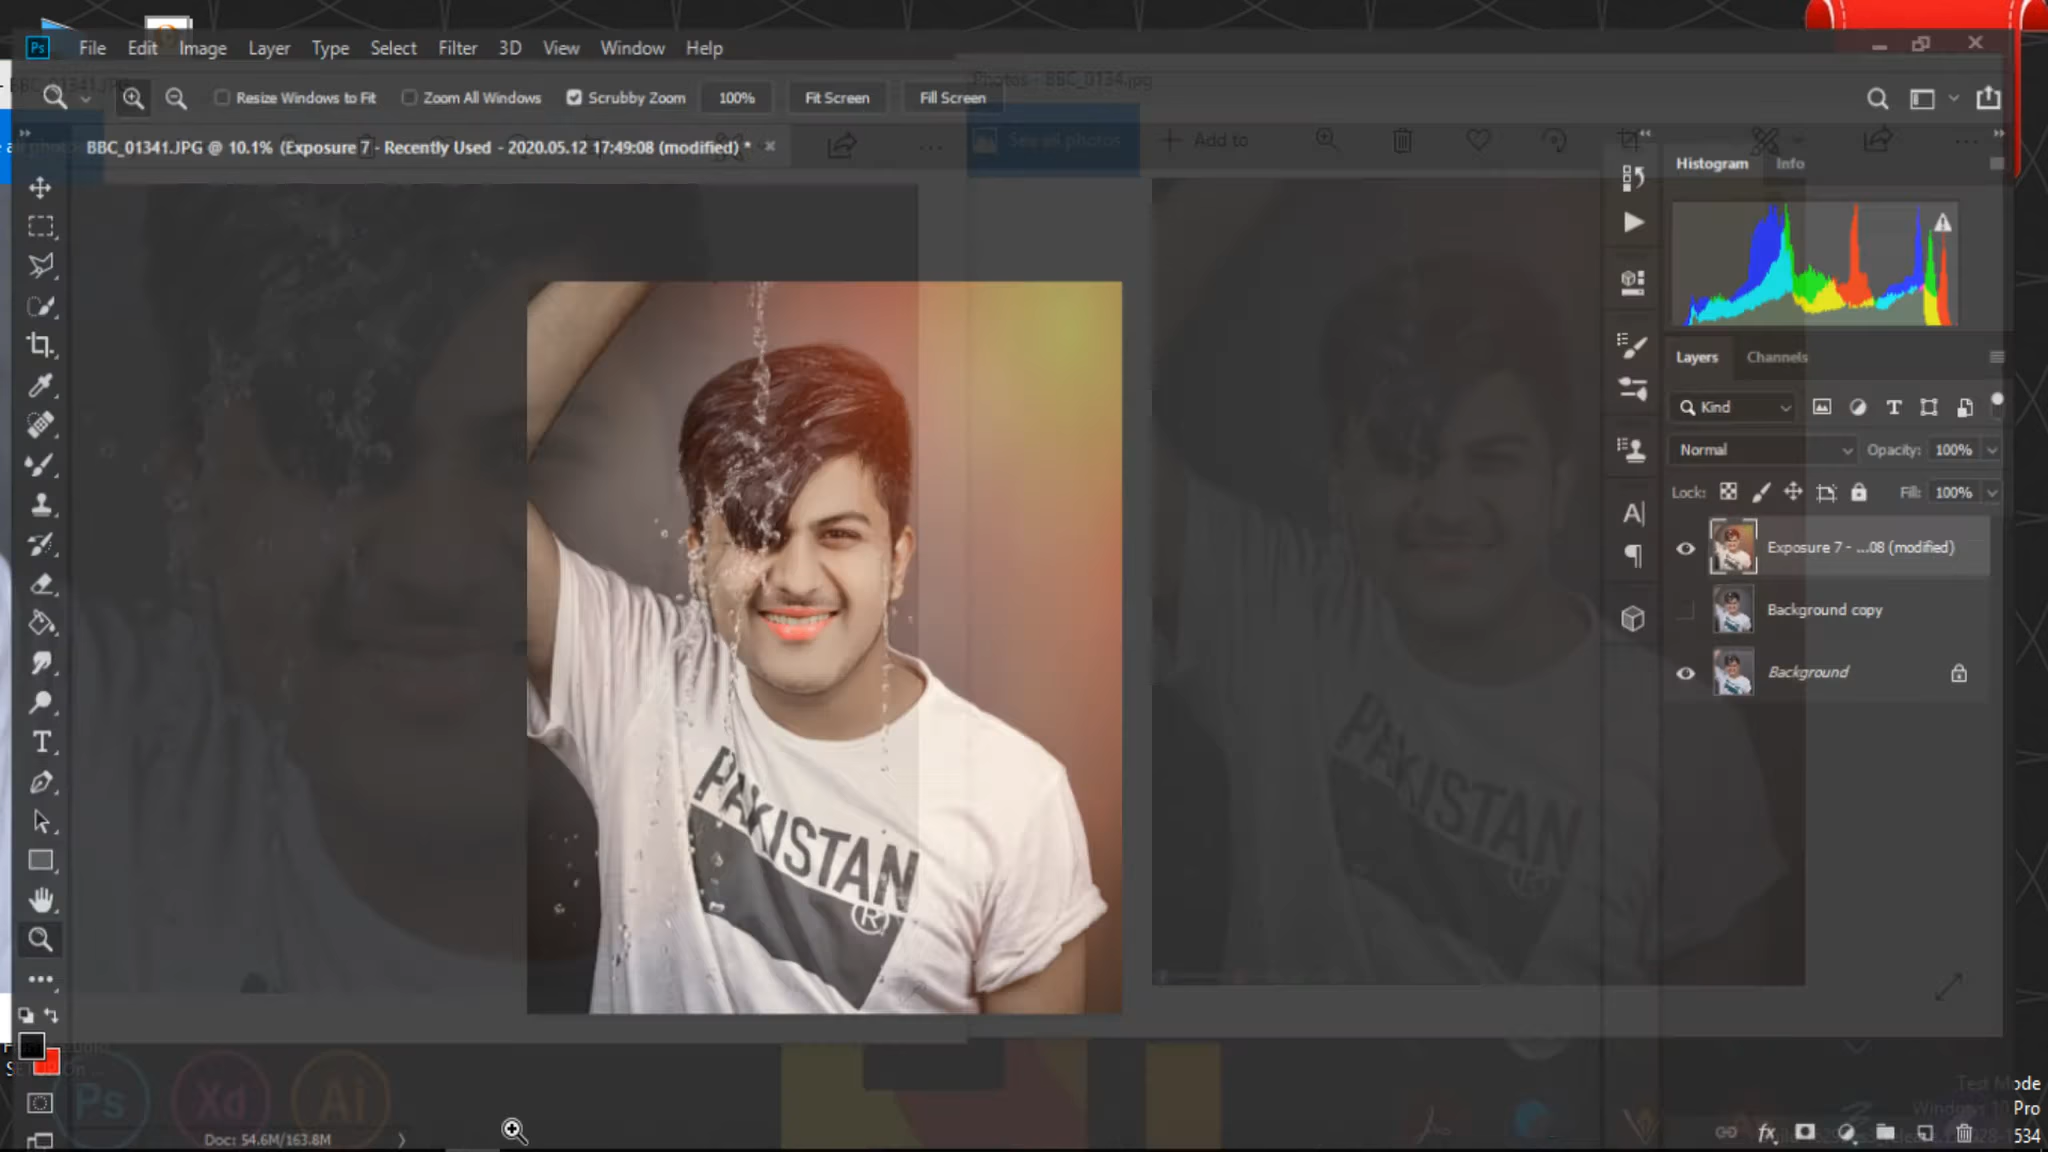 Ps File Edit Image Layer Type Select Filter 3D View Window Help
Photos - BBC_0134.jpg
Resize Windows to Fit Zoom All Windows Scrubby Zoom 100% Fit Screen Fill Screen
BBC_01341.JPG @ 10.1% (Exposure 7 - Recently Used - 2020.05.12 17:49:08 (modified) *
See all photos Add to
Histogram Info
Layers Channels
Kind
Normal Opacity: 100%
Lock: Fill: 100%
Exposure 7 - ...08 (modified)
Background copy
Background
PAKISTAN
®
PAKISTAN
Ps Xd Ai
Test Mode
Windows 10 Pro
Doc: 54.6M/163.8M
534